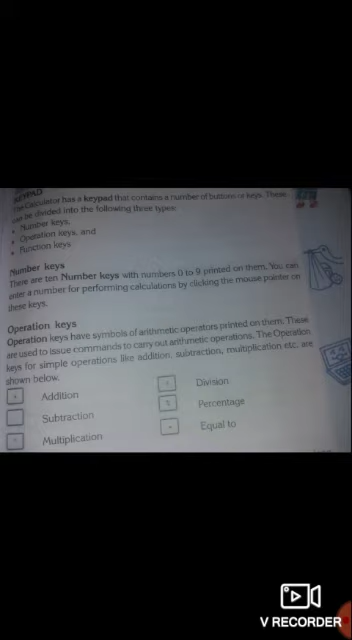 KEYPAD
The Calculator has a keypad that contains a number of buttons or keys. These
can be divided into the following three types:
• Number keys,
• Operation keys, and
• Function keys
Number keys
There are ten Number keys with numbers 0 to 9 printed on them. You can
enter a number for performing calculations by clicking the mouse pointer on
these keys.
Operation keys
Operation keys have symbols of arithmetic operators printed on them. These
are used to issue commands to carry out arithmetic operations. The Operation
keys for simple operations like addition, subtraction, multiplication etc. are
shown below.
Addition
Division
Subtraction
Percentage
Multiplication
Equal to
V RECORDER